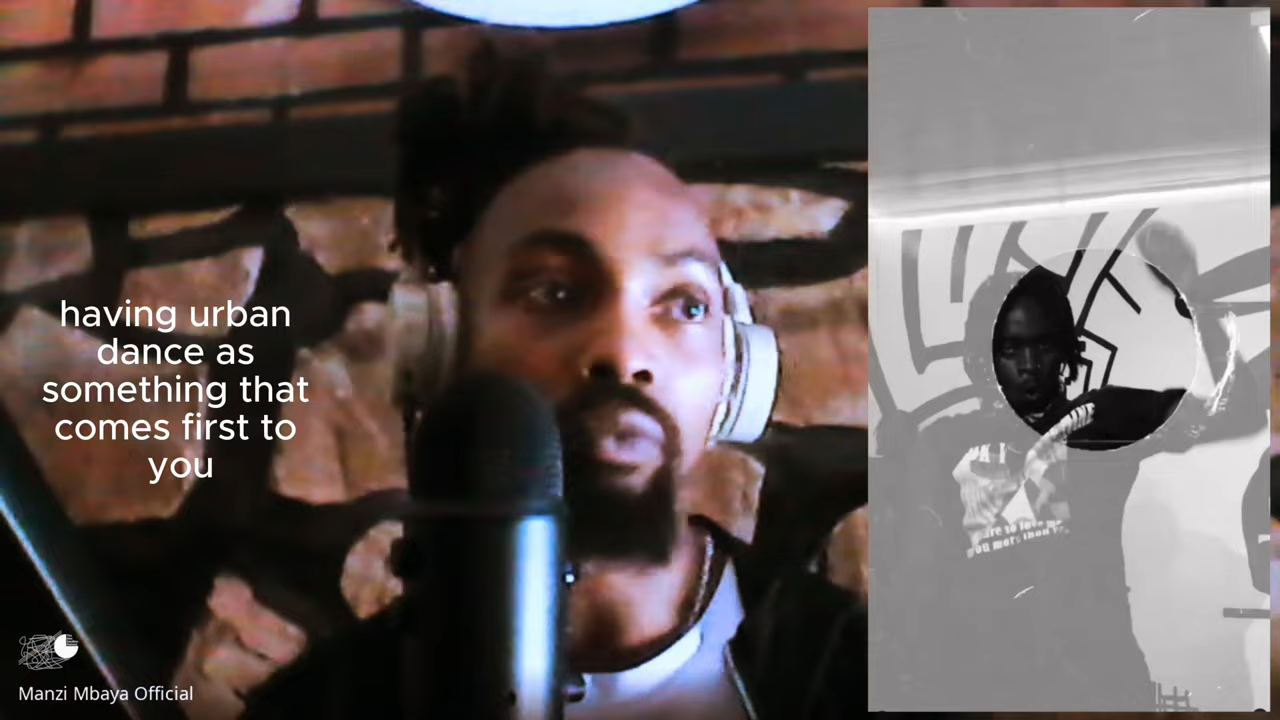 having urban
dance as
something that
comes first to
you
Manzi Mbaya Official